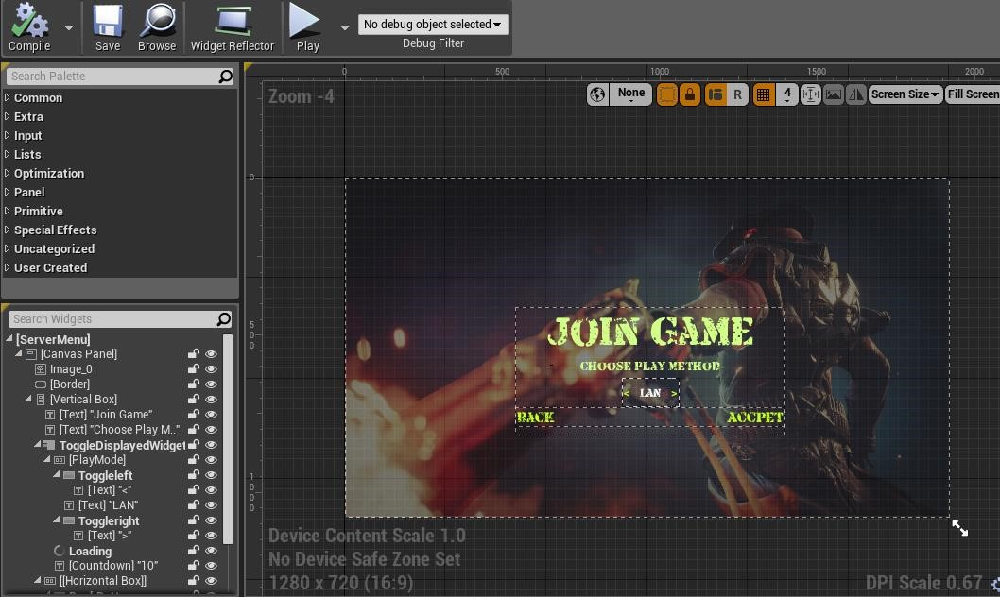 Compile
Save
Browse
Widget Reflector
Play
No debug object selected
Debug Filter
Search Palette
Common
Extra
Input
Lists
Optimization
Panel
Primitive
Special Effects
Uncategorized
User Created
Search Widgets
[ServerMenu]
[Canvas Panel]
Image_0
[Border]
[Vertical Box]
[Text] "Join Game"
[Text] "Choose Play M.."
ToggleDisplayedWidget
[PlayMode]
Toggleleft
[Text] "<"
[Text] "LAN"
Toggleright
[Text] ">"
Loading
[Countdown] "10"
[[Horizontal Box]]
0 500 1000 1500 2000
Zoom -4
None R 4 Screen Size Fill Screen
0
500
1000
JOIN GAME
CHOOSE PLAY METHOD
< LAN >
BACK ACCPET
Device Content Scale 1.0
No Device Safe Zone Set
1280 x 720 (16:9)
DPI Scale 0.67